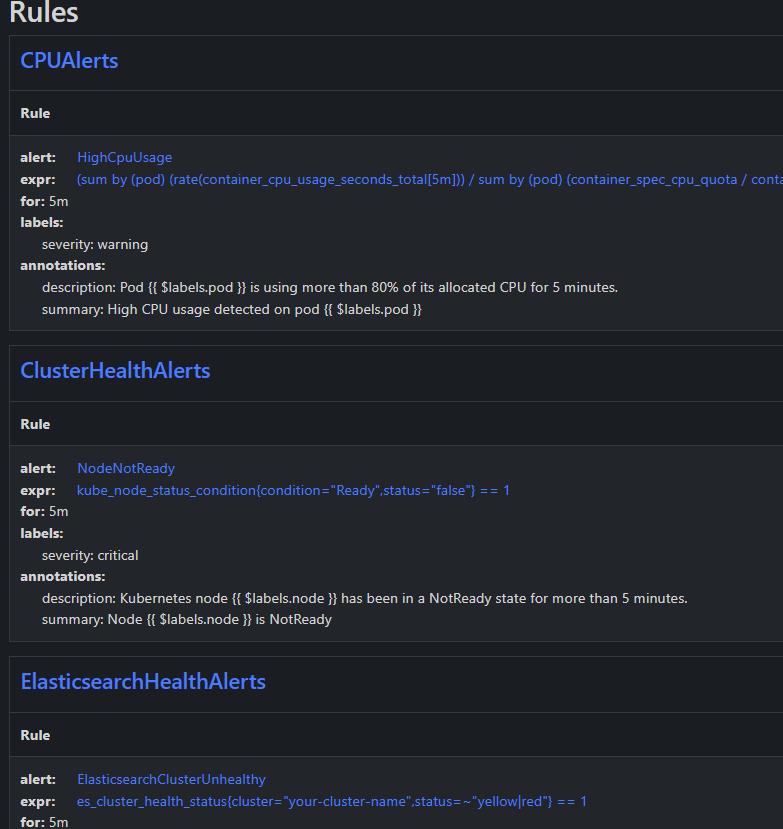 Rules
CPUAlerts
Rule
alert: HighCpuUsage
expr: (sum by (pod) (rate(container_cpu_usage_seconds_total[5m])) / sum by (pod) (container_spec_cpu_quota /
for: 5m
labels:
severity: warning
annotations:
description: Pod {{ $labels.pod }} is using more than 80% of its allocated CPU for 5 minutes.
summary: High CPU usage detected on pod {{ $labels.pod }}
ClusterHealthAlerts
Rule
alert: NodeNotReady
expr: kube_node_status_condition{condition="Ready",status="false"} == 1
for: 5m
labels:
severity: critical
annotations:
description: Kubernetes node {{ $labels.node }} has been in a NotReady state for more than 5 minutes.
summary: Node {{ $labels.node }} is NotReady
ElasticsearchHealthAlerts
Rule
alert: ElasticsearchClusterUnhealthy
expr: es_cluster_health_status{cluster="your-cluster-name",status=~"yellow|red"} == 1
for: 5m